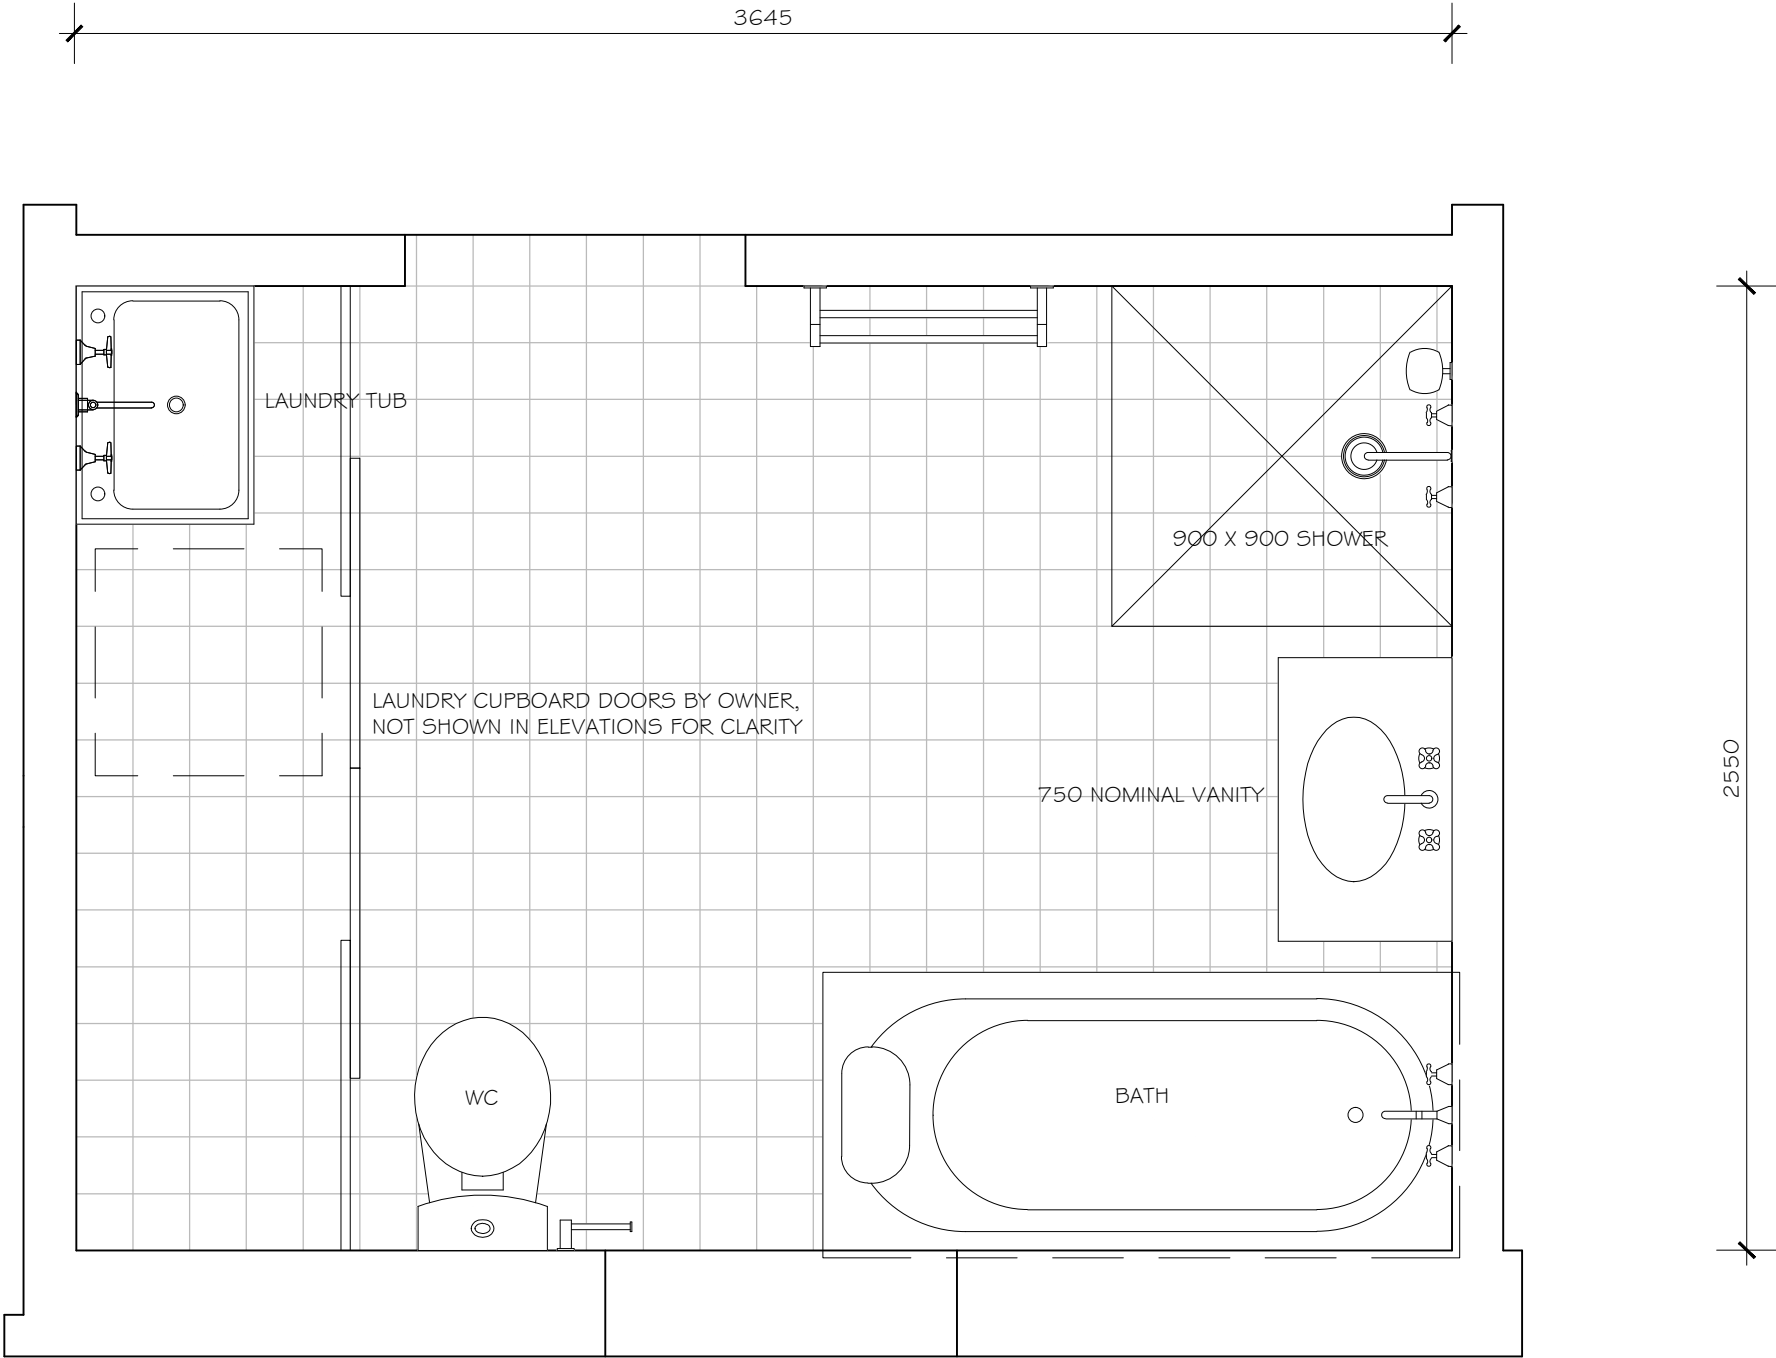 3645
LAUNDRY TUB
900 X 900 SHOWER
LAUNDRY CUPBOARD DOORS BY OWNER,
NOT SHOWN IN ELEVATIONS FOR CLARITY
2550
750 NOMINAL VANITY
WC
BATH